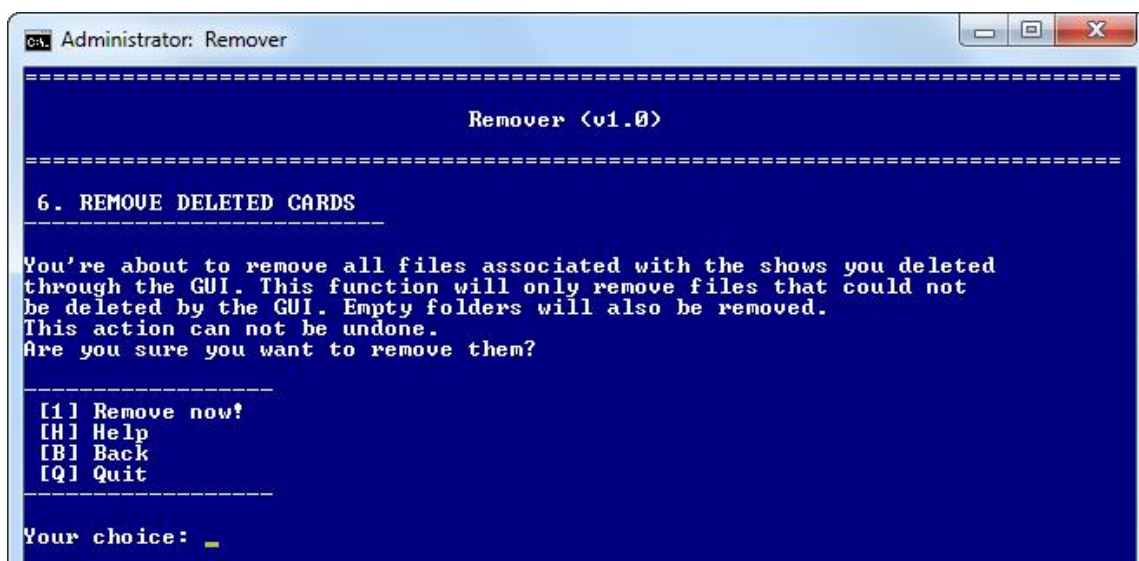 Administrator: Remover
================================================================================
Remover (v1.0)
================================================================================
6. REMOVE DELETED CARDS
--------------------------
You're about to remove all files associated with the shows you deleted
through the GUI. This function will only remove files that could not
be deleted by the GUI. Empty folders will also be removed.
This action can not be undone.
Are you sure you want to remove them?
------------------
[1] Remove now!
[H] Help
[B] Back
[Q] Quit
------------------
Your choice: _